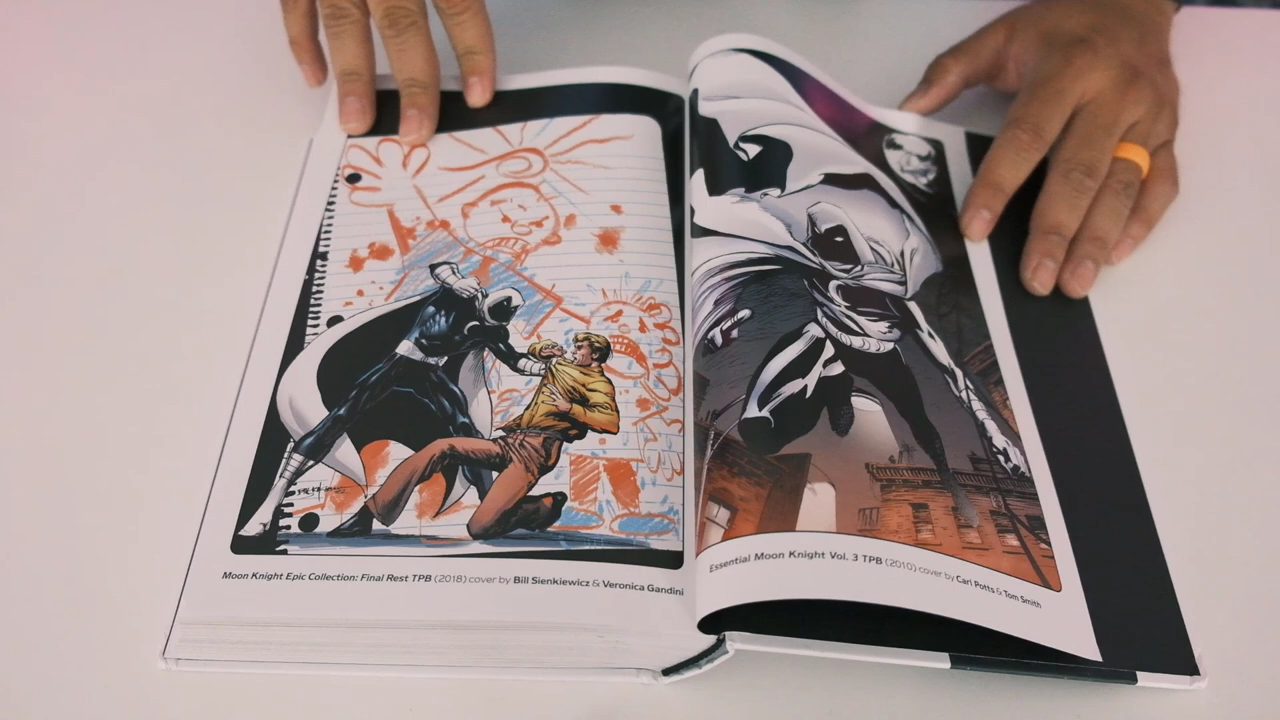 Moon Knight Epic Collection: Final Rest TPB (2018) cover by Bill Sienkiewicz & Veronica Gandini
Essential Moon Knight Vol. 3 TPB (2010) cover by Carl Potts & Tom Smith